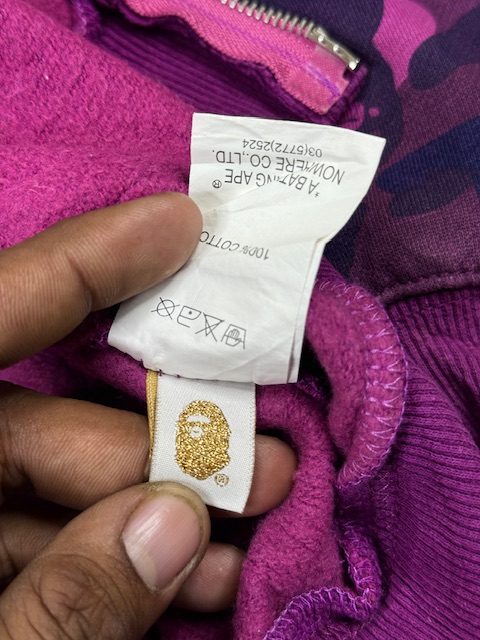 100% COTTO
*A BATHING APE®
NOWHERE CO.,LTD.
03(5772)2524
®